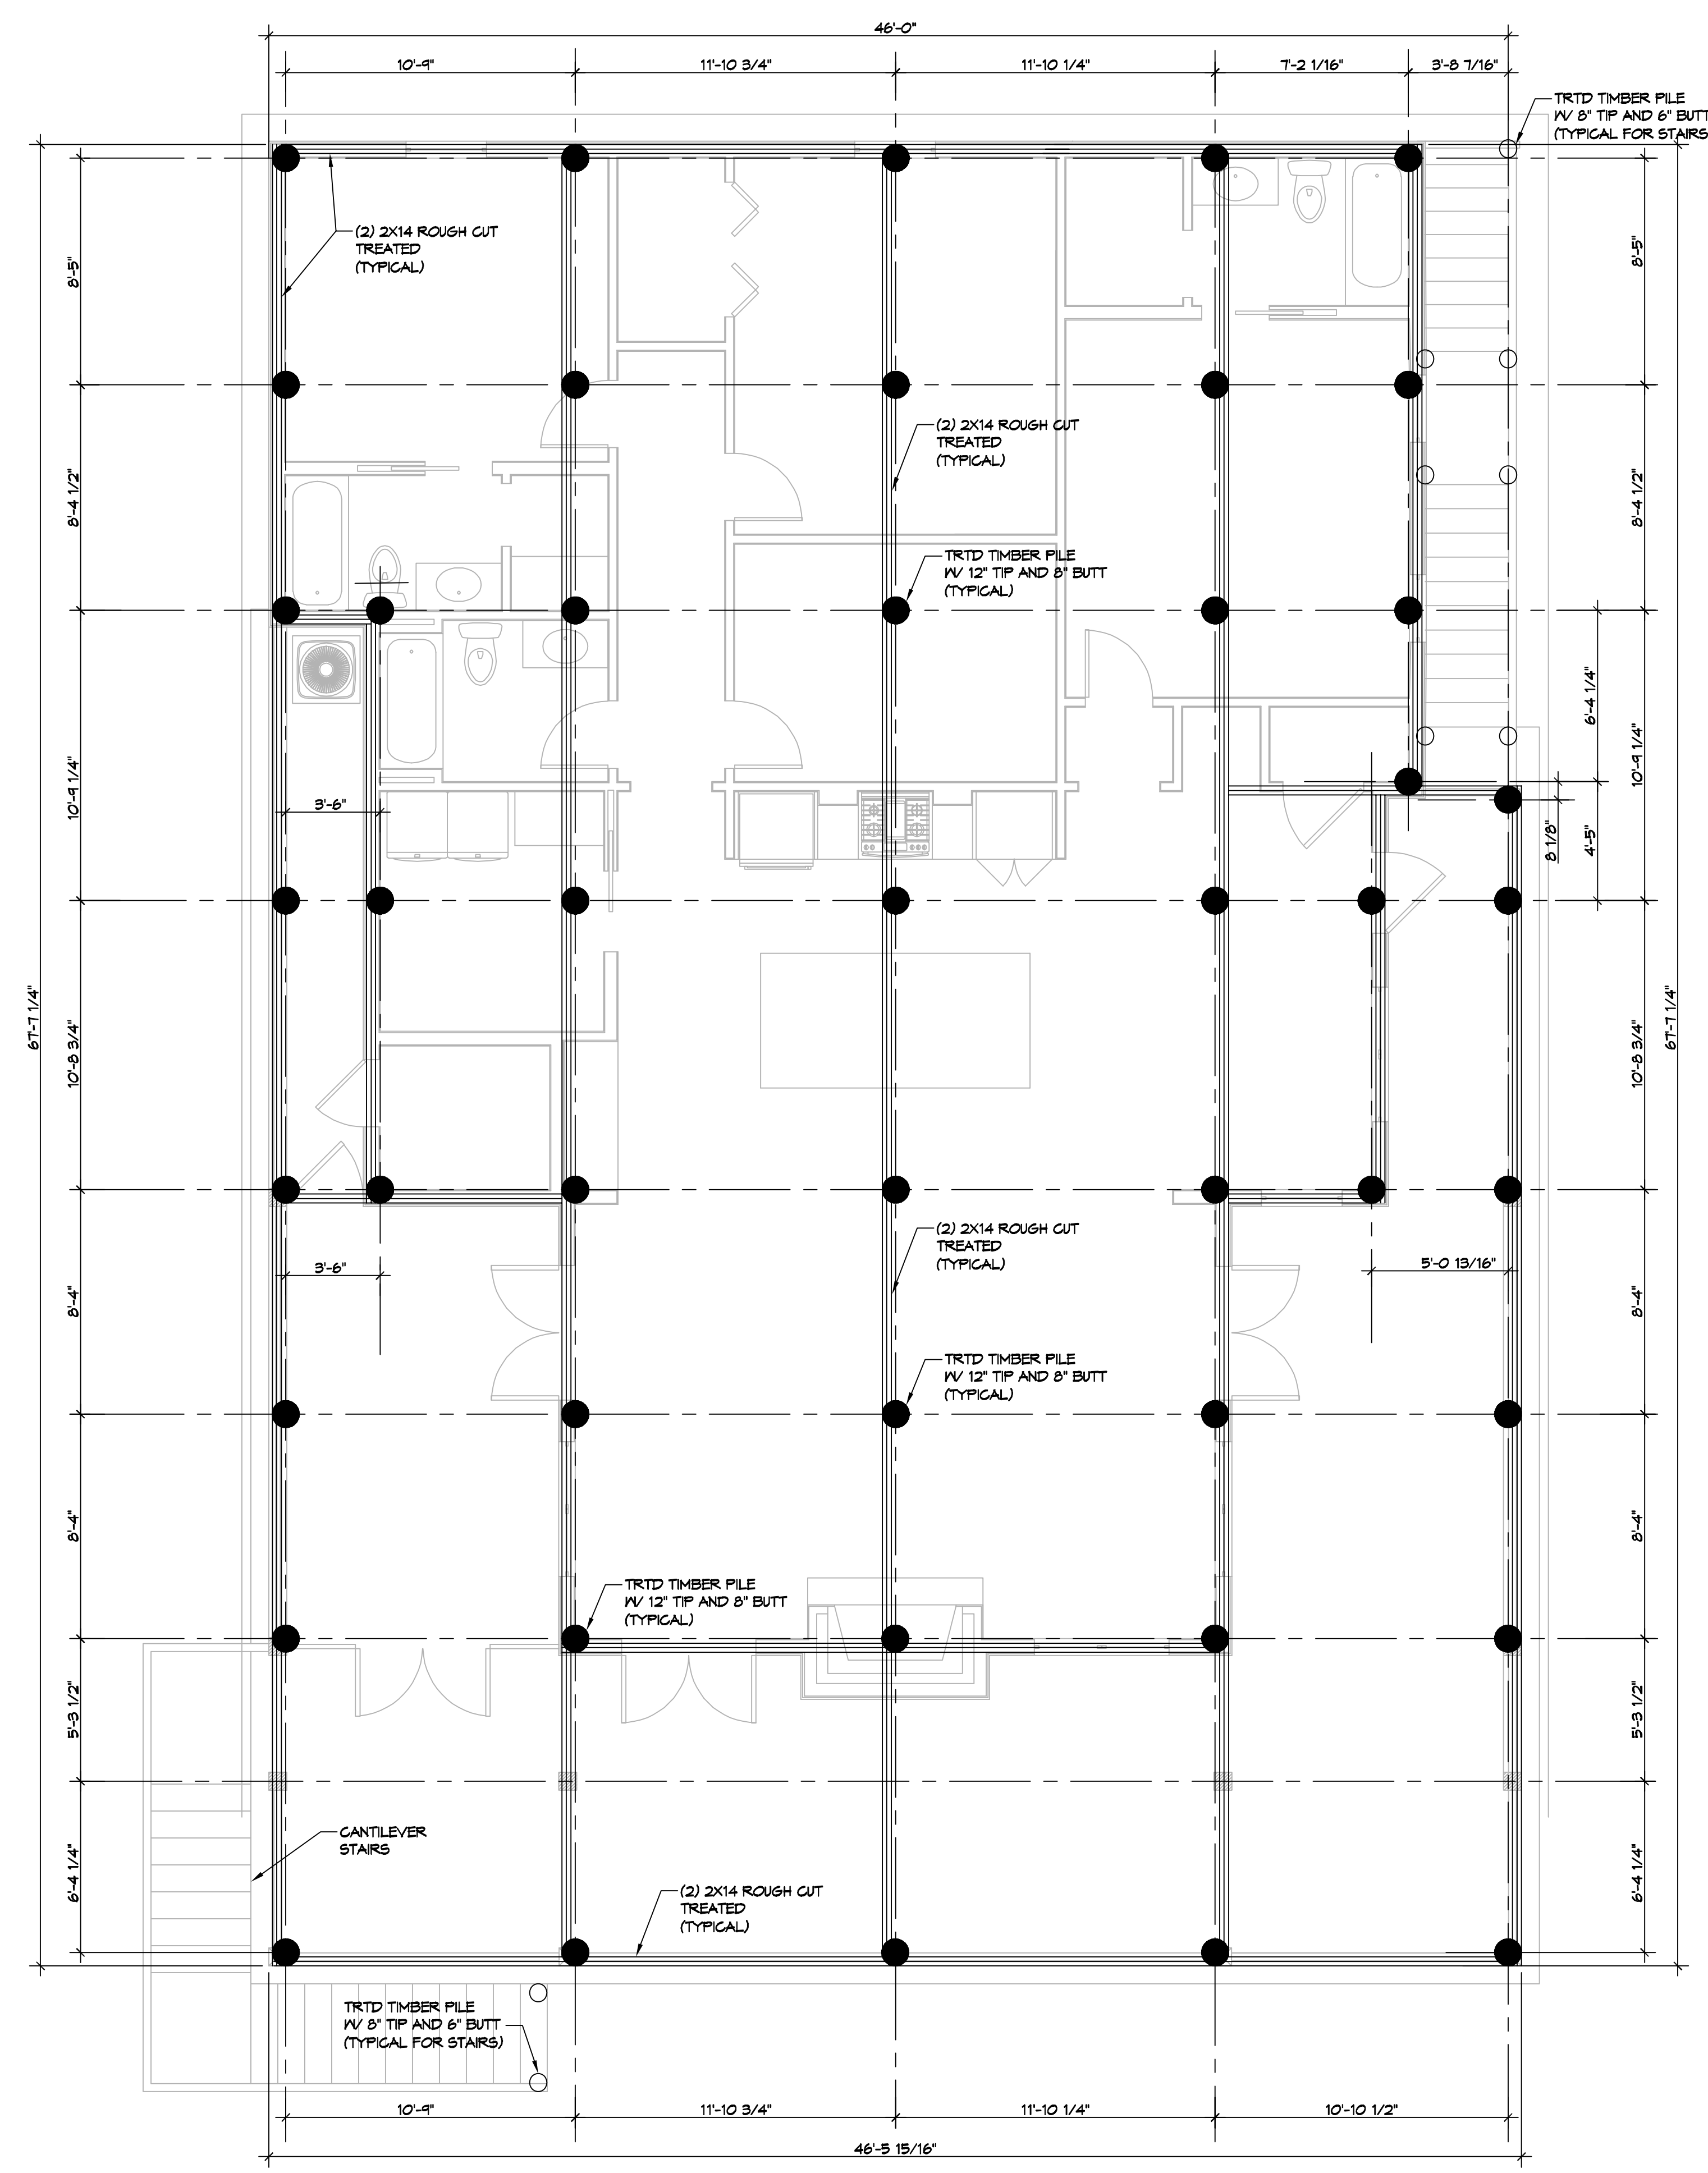 46'-0"
10'-9"
11'-10 3/4"
11'-10 1/4"
7'-2 1/16"
3'-8 7/16"
TRTD TIMBER PILE
W/ 8" TIP AND 6" BUTT
(TYPICAL FOR STAIRS
(2) 2X14 ROUGH CUT
TREATED
(TYPICAL)
8'-5"
8'-5"
(2) 2X14 ROUGH CUT
TREATED
(TYPICAL)
8'-4 1/2"
8'-4 1/2"
TRTD TIMBER PILE
W/ 12" TIP AND 8" BUTT
(TYPICAL)
6'-4 1/4"
10'-9 1/4"
10'-9 1/4"
3'-6"
8 1/8"
4'-5"
67'-7 1/4"
10'-8 3/4"
10'-8 3/4"
67'-7 1/4"
(2) 2X14 ROUGH CUT
TREATED
(TYPICAL)
3'-6"
5'-0 13/16"
8'-4"
8'-4"
TRTD TIMBER PILE
W/ 12" TIP AND 8" BUTT
(TYPICAL)
8'-4"
8'-4"
TRTD TIMBER PILE
W/ 12" TIP AND 8" BUTT
(TYPICAL)
5'-3 1/2"
5'-3 1/2"
CANTILEVER
STAIRS
6'-4 1/4"
6'-4 1/4"
(2) 2X14 ROUGH CUT
TREATED
(TYPICAL)
TRTD TIMBER PILE
W/ 8" TIP AND 6" BUTT
(TYPICAL FOR STAIRS)
10'-9"
11'-10 3/4"
11'-10 1/4"
10'-10 1/2"
46'-5 15/16"